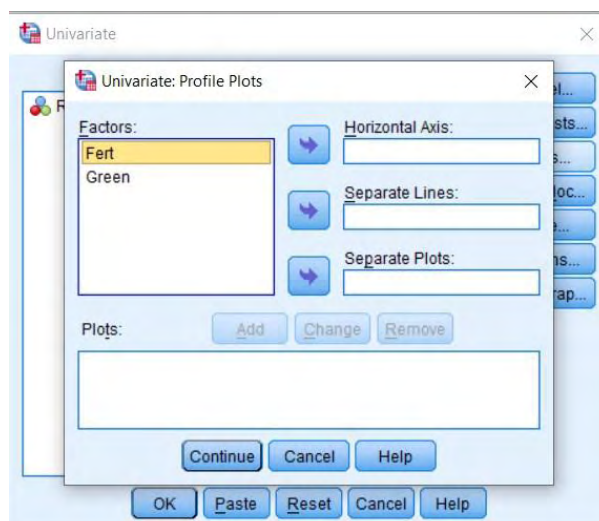 Univariate
Univariate: Profile Plots
Factors:
Fert
Green
Horizontal Axis:
Separate Lines:
Separate Plots:
Plots:
Add
Change
Remove
Continue
Cancel
Help
OK
Paste
Reset
Cancel
Help